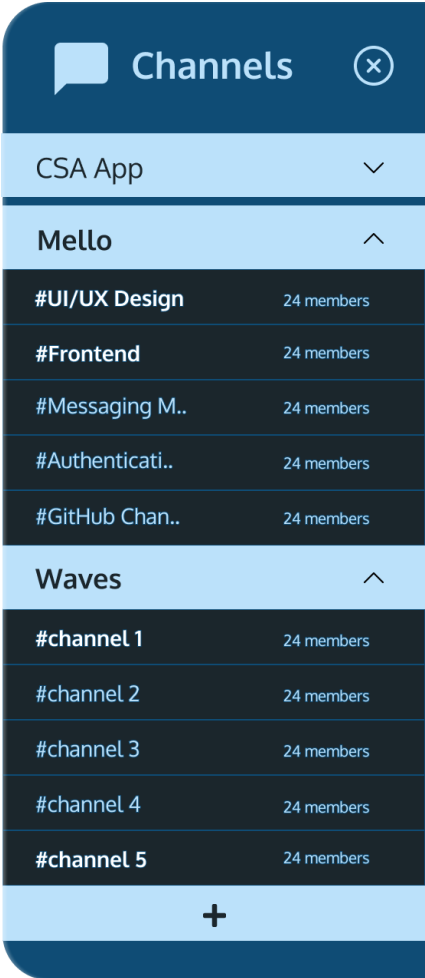 Channels
CSA App
Mello
#UI/UX Design 24 members
#Frontend 24 members
#Messaging M.. 24 members
#Authenticati.. 24 members
#GitHub Chan.. 24 members
Waves
#channel 1 24 members
#channel 2 24 members
#channel 3 24 members
#channel 4 24 members
#channel 5 24 members
+